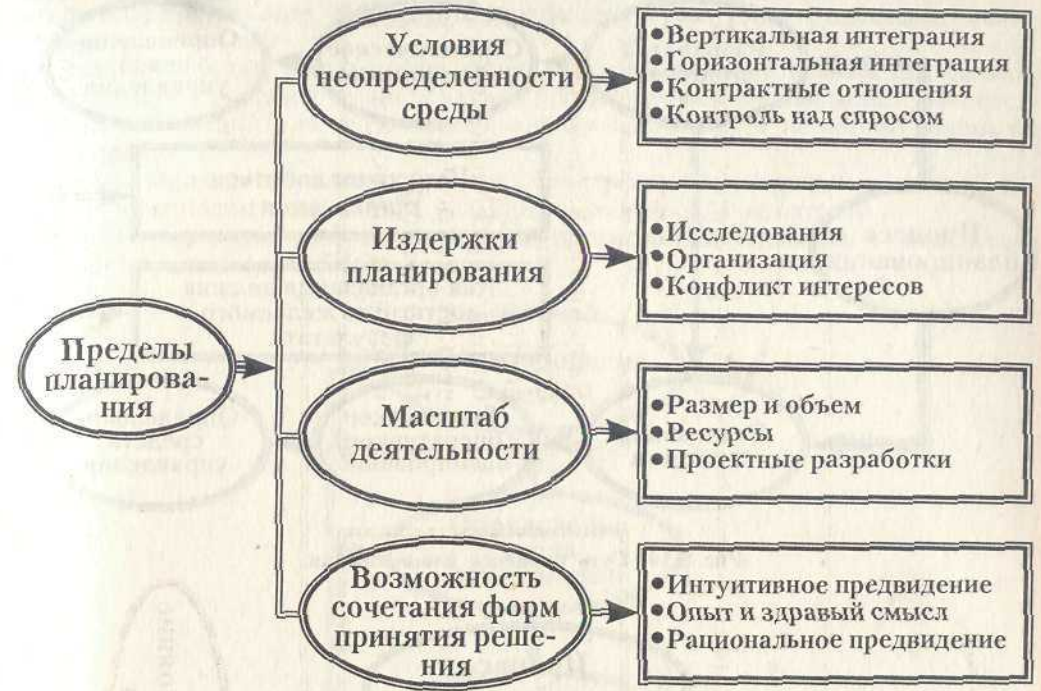 Пределы
планирова-
ния
Условия
неопределенности
среды
•Вертикальная интеграция
•Горизонтальная интеграция
•Контрактные отношения
•Контроль над спросом
Издержки
планирования
•Исследования
•Организация
•Конфликт интересов
Масштаб
деятельности
•Размер и объем
•Ресурсы
•Проектные разработки
Возможность
сочетания форм
принятия реше-
ния
•Интуитивное предвидение
•Опыт и здравый смысл
•Рациональное предвидение